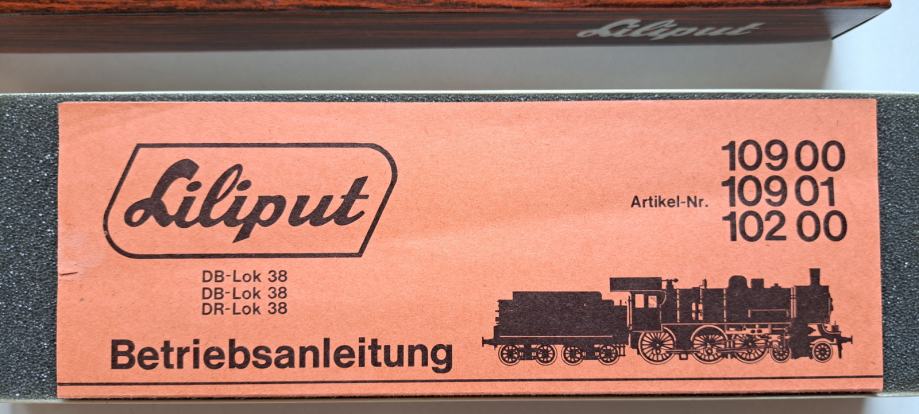 Liliput
Liliput
10900
10901
Artikel-Nr.
10200
DB-Lok 38
DB-Lok 38
DR-Lok 38
Betriebsanleitung